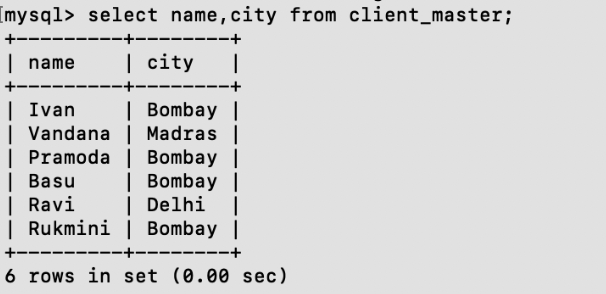 [mysql> select name,city from client_master;
+---------+--------+
| name    | city   |
+---------+--------+
| Ivan    | Bombay |
| Vandana | Madras |
| Pramoda | Bombay |
| Basu    | Bombay |
| Ravi    | Delhi  |
| Rukmini | Bombay |
+---------+--------+
6 rows in set (0.00 sec)